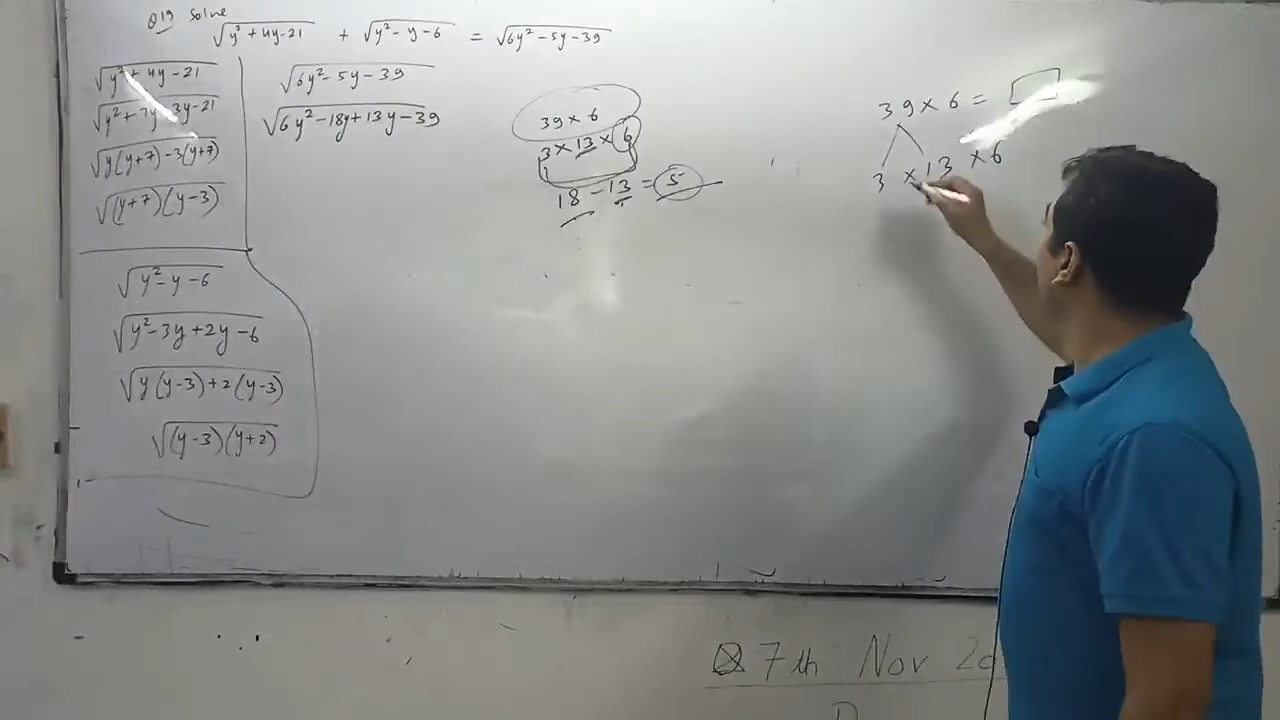 Q19 Solve
√(y²+4y-21) + √(y²-y-6) = √(6y²-5y-39)
√(y²+4y-21)
√(y²+7y-3y-21)
√(y(y+7)-3(y+7))
√((y+7)(y-3))
√(y²-y-6)
√(y²-3y+2y-6)
√(y(y-3)+2(y-3))
√((y-3)(y+2))
√(6y²-5y-39)
√(6y²-18y+13y-39)
39×6
3×13×6
18-13=5
39×6=
3×13×6
7th Nov